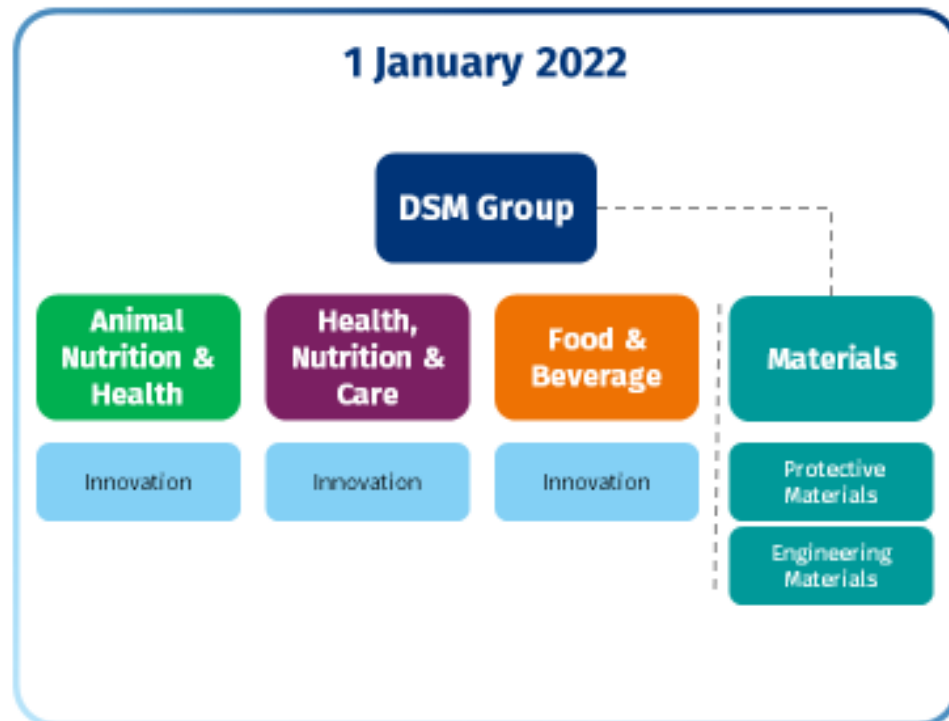 1 January 2022
DSM Group
Animal
Nutrition &
Health
Health,
Nutrition &
Care
Food &
Beverage
Materials
Innovation
Innovation
Innovation
Protective
Materials
Engineering
Materials